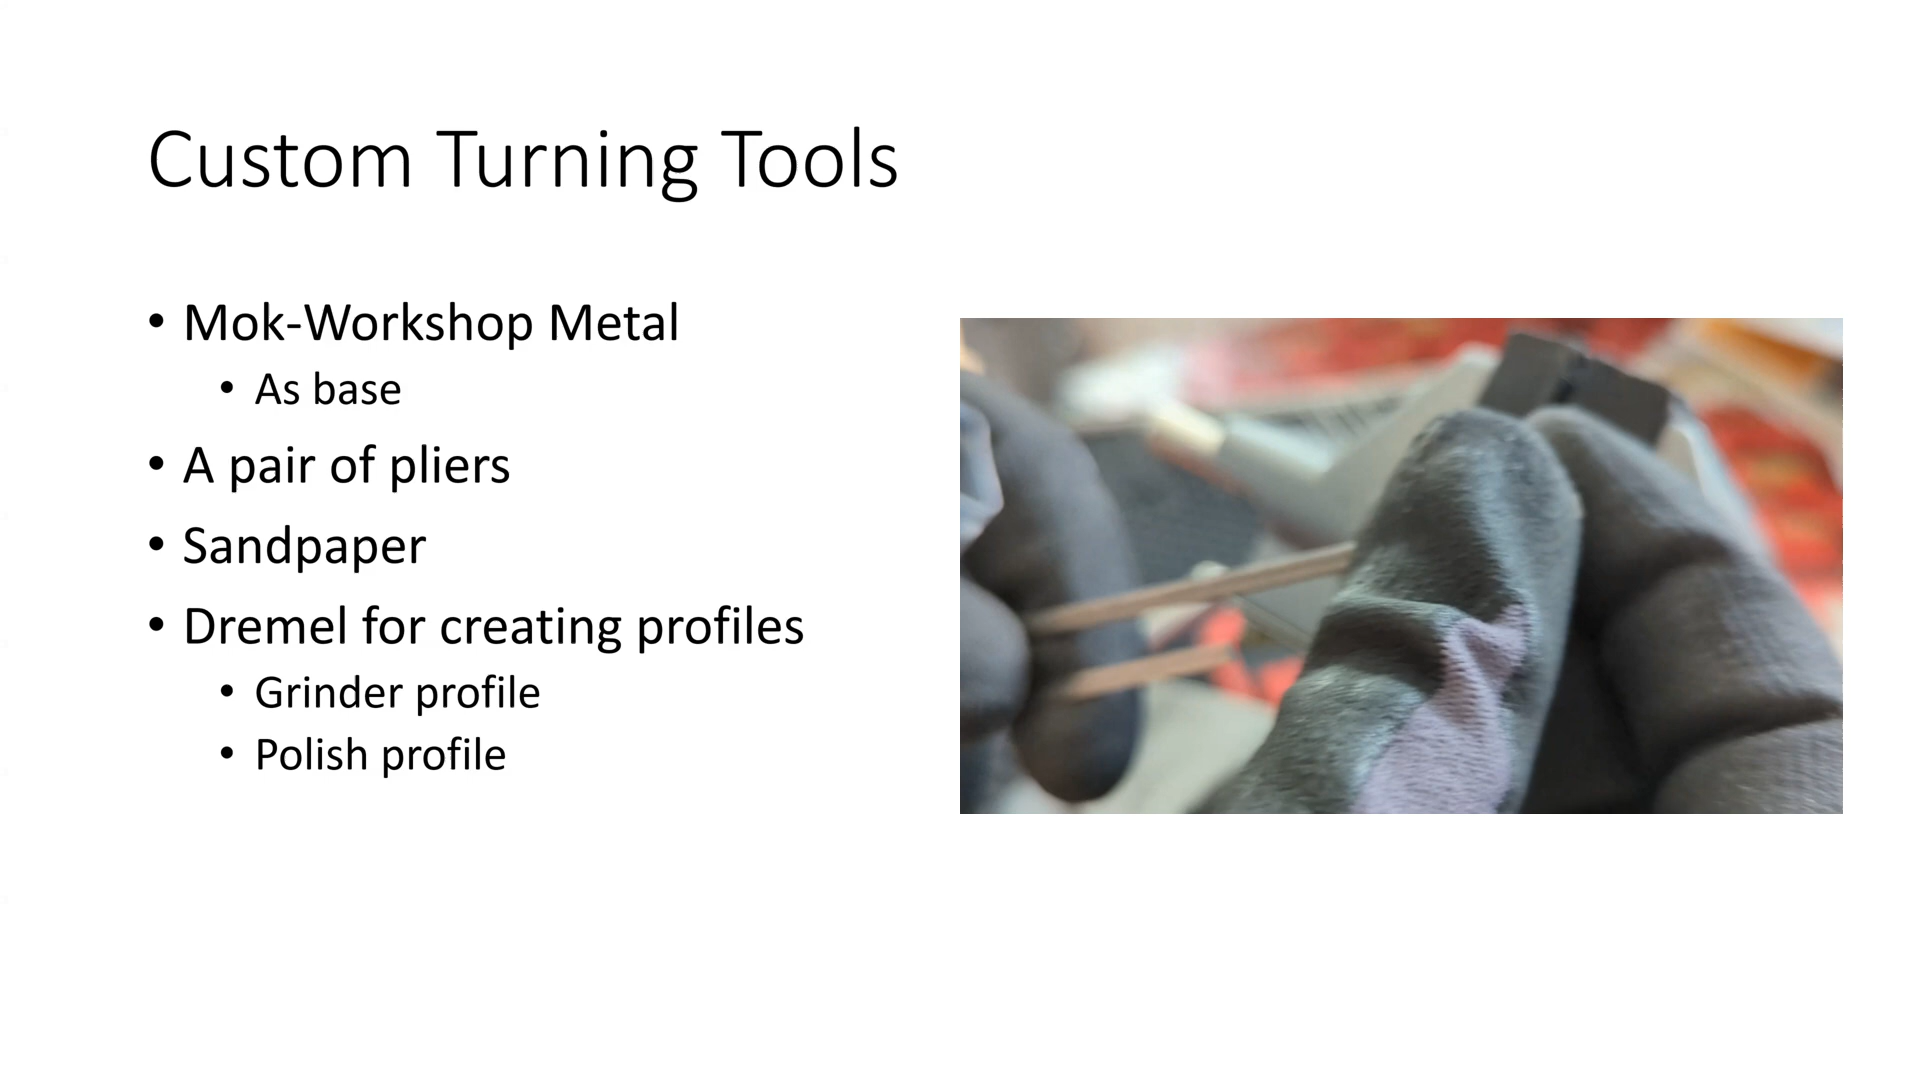 Custom Turning Tools
• Mok-Workshop Metal
• As base
• A pair of pliers
• Sandpaper
• Dremel for creating profiles
• Grinder profile
• Polish profile